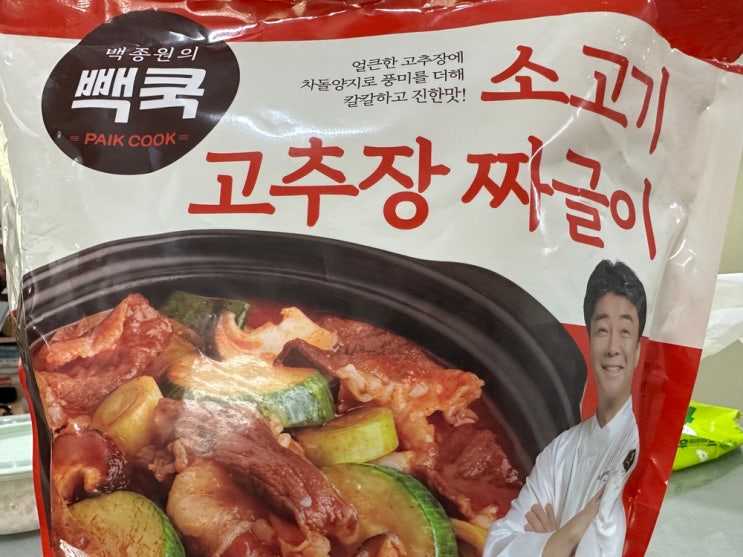 백종원의
빽쿡
PAIK COOK
얼큰한 고추장에
차돌양지로 풍미를 더해
칼칼하고 진한맛!
소고기
고추장 짜글이